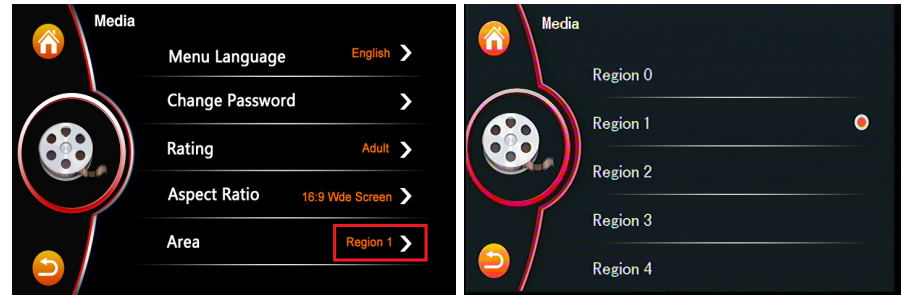 Media
Menu Language English
Change Password
Rating Adult
Aspect Ratio 16:9 Wde Screen
Area Region 1
Media
Region 0
Region 1
Region 2
Region 3
Region 4